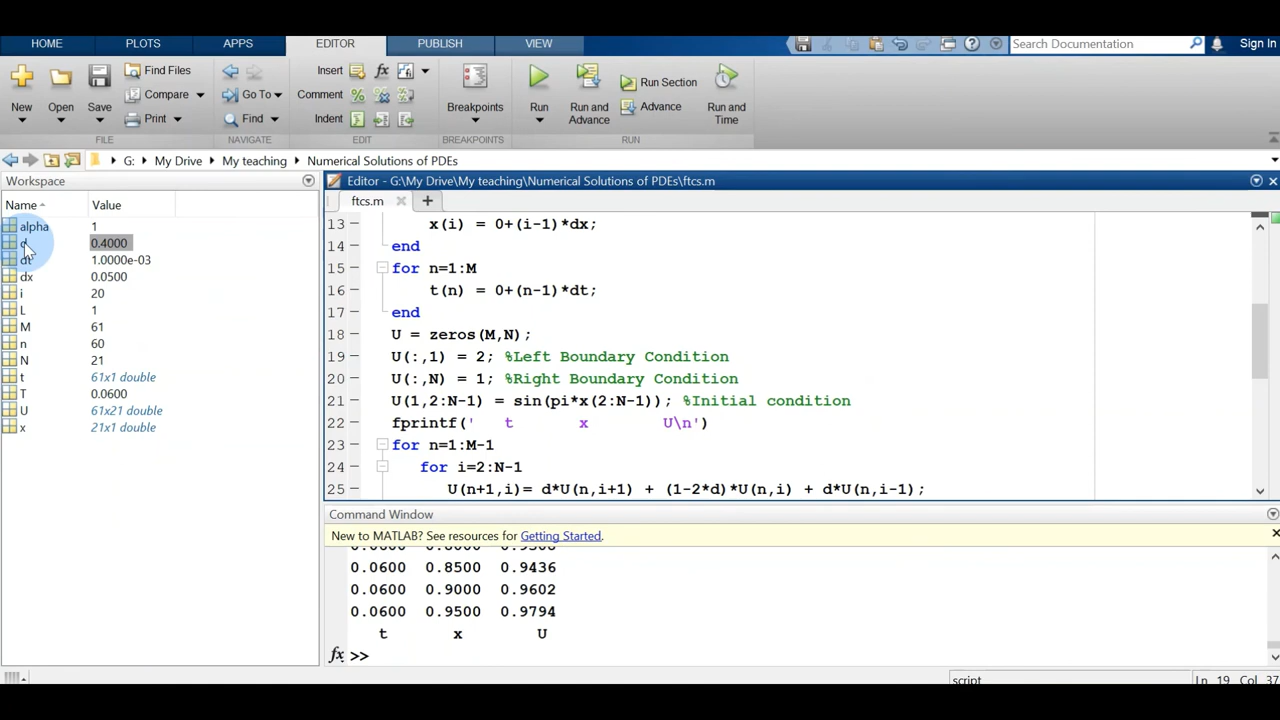 HOME PLOTS APPS EDITOR PUBLISH VIEW Search Documentation Sign In
New Open Save Find Files Compare Print
Go To Find
Insert fx
Comment %
Indent
Breakpoints
Run Run and Advance Run Section Advance Run and Time
FILE NAVIGATE EDIT BREAKPOINTS RUN
G: My Drive My teaching Numerical Solutions of PDEs
Workspace
Name Value
alpha 1
d 0.4000
dt 1.0000e-03
dx 0.0500
i 20
L 1
M 61
n 60
N 21
t 61x1 double
T 0.0600
U 61x21 double
x 21x1 double
Editor - G:\My Drive\My teaching\Numerical Solutions of PDEs\ftcs.m
ftcs.m
13 x(i) = 0+(i-1)*dx;
14 end
15 for n=1:M
16 t(n) = 0+(n-1)*dt;
17 end
18 U = zeros(M,N);
19 U(:,1) = 2; %Left Boundary Condition
20 U(:,N) = 1; %Right Boundary Condition
21 U(1,2:N-1) = sin(pi*x(2:N-1)); %Initial condition
22 fprintf(' t x U\n')
23 for n=1:M-1
24 for i=2:N-1
25 U(n+1,i)= d*U(n,i+1) + (1-2*d)*U(n,i) + d*U(n,i-1);
Command Window
New to MATLAB? See resources for Getting Started.
0.0600 0.8500 0.9436
0.0600 0.9000 0.9602
0.0600 0.9500 0.9794
t x U
fx >>
script Ln 19 Col 37